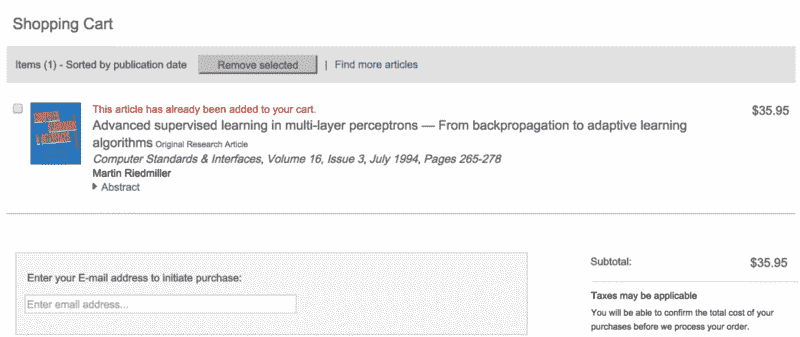 Shopping Cart
Items (1) - Sorted by publication date Remove selected | Find more articles
This article has already been added to your cart. $35.95
Advanced supervised learning in multi-layer perceptrons — From backpropagation to adaptive learning
algorithms Original Research Article
Computer Standards & Interfaces, Volume 16, Issue 3, July 1994, Pages 265-278
Martin Riedmiller
Abstract
Enter your E-mail address to initiate purchase:
Enter email address...
Subtotal: $35.95
Taxes may be applicable
You will be able to confirm the total cost of your
purchases before we process your order.